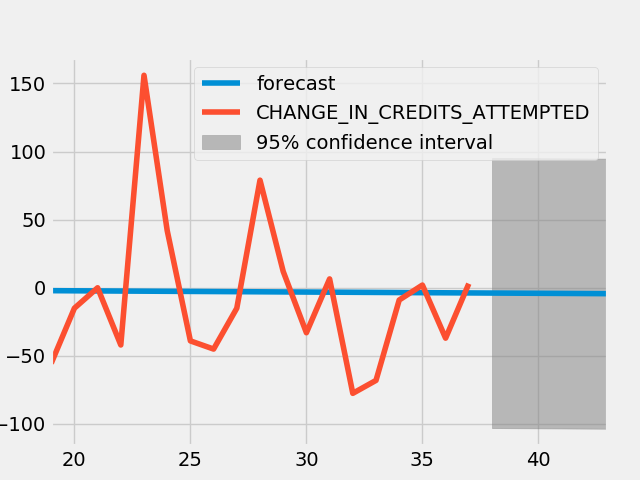 forecast
CHANGE_IN_CREDITS_ATTEMPTED
95% confidence interval
150
100
50
0
−50
−100
20 25 30 35 40